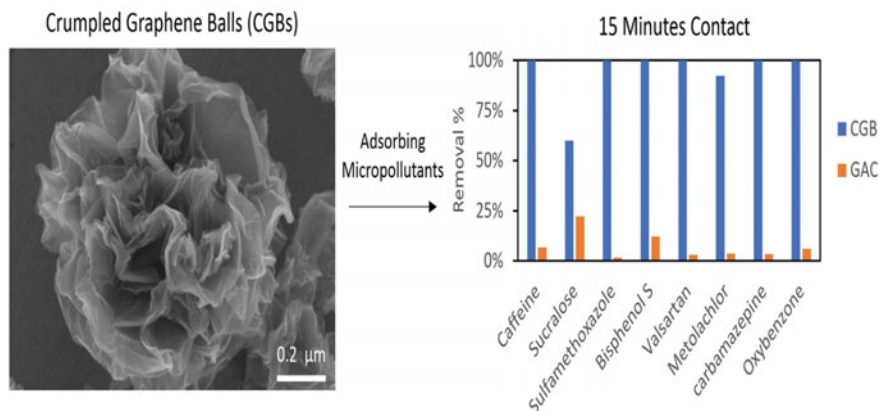 Crumpled Graphene Balls (CGBs)
0.2 μm
Adsorbing
Micropollutants
15 Minutes Contact
100%
75%
50%
25%
0%
Removal %
Caffeine
Sucralose
Sulfamethoxazole
Bisphenol S
Valsartan
Metolachlor
carbamazepine
Oxybenzone
CGB
GAC